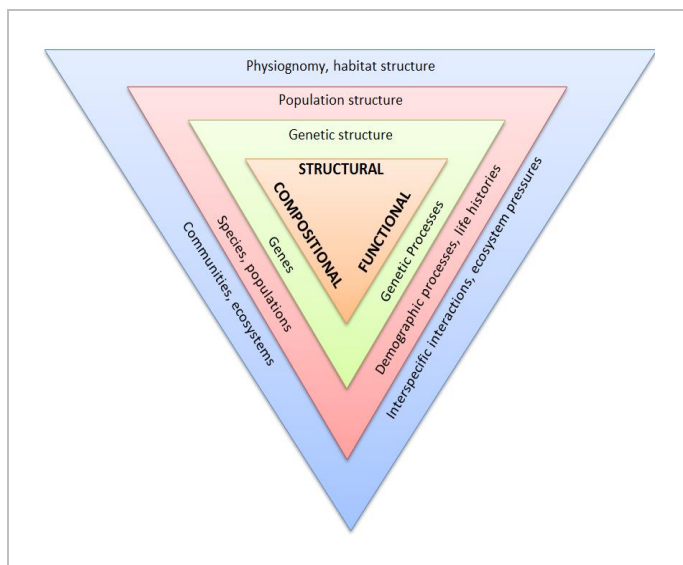 Physiognomy, habitat structure
Population structure
Genetic structure
STRUCTURAL
COMPOSITIONAL
FUNCTIONAL
Genes
Genetic Processes
Species, populations
Demographic processes, life histories
Communities, ecosystems
Interspecific interactions, ecosystem pressures